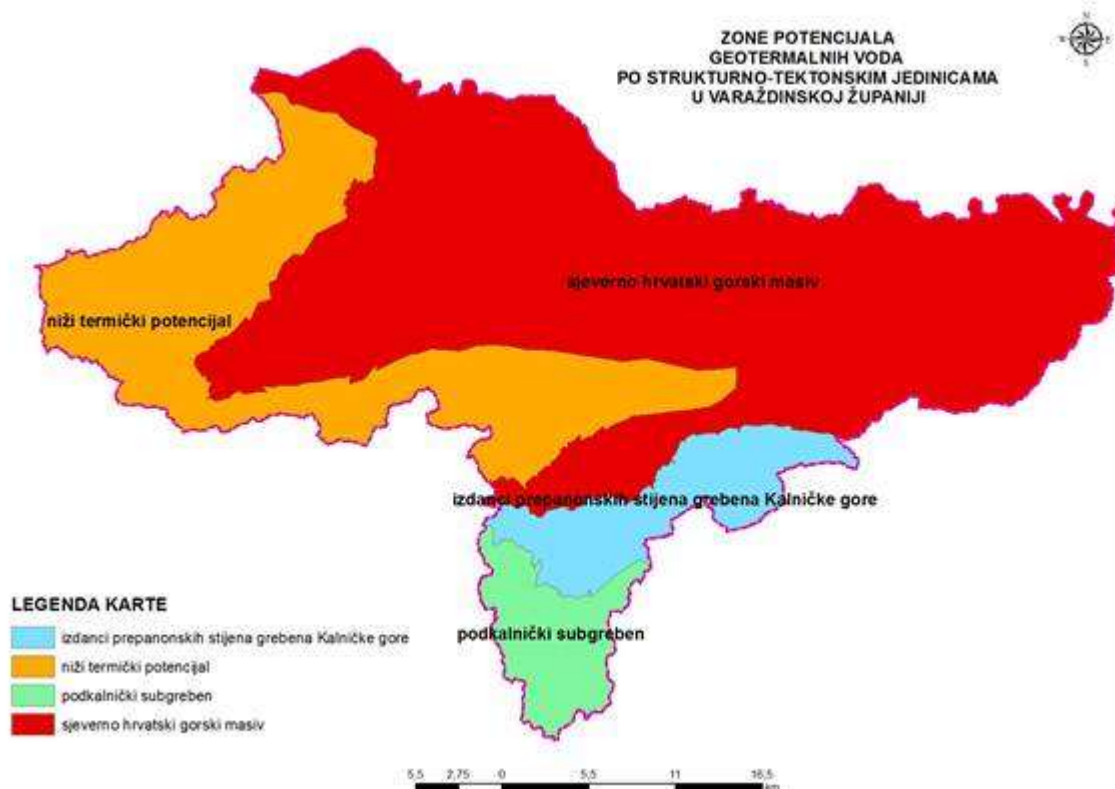 ZONE POTENCIJALA
GEOTERMALNIH VODA
PO STRUKTURNO-TEKTONSKIM JEDINICAMA
U VARAŽDINSKOJ ŽUPANIJI
N
E
S
sjeverno hrvatski gorski masiv
niži termički potencijal
izdanci prepanonskih stijena grebena Kalničke gore
podkalnički subgreben
LEGENDA KARTE
izdanci prepanonskih stijena grebena Kalničke gore
niži termički potencijal
podkalnički subgreben
sjeverno hrvatski gorski masiv
5,5 2,75 0 5,5 11 16,5
km